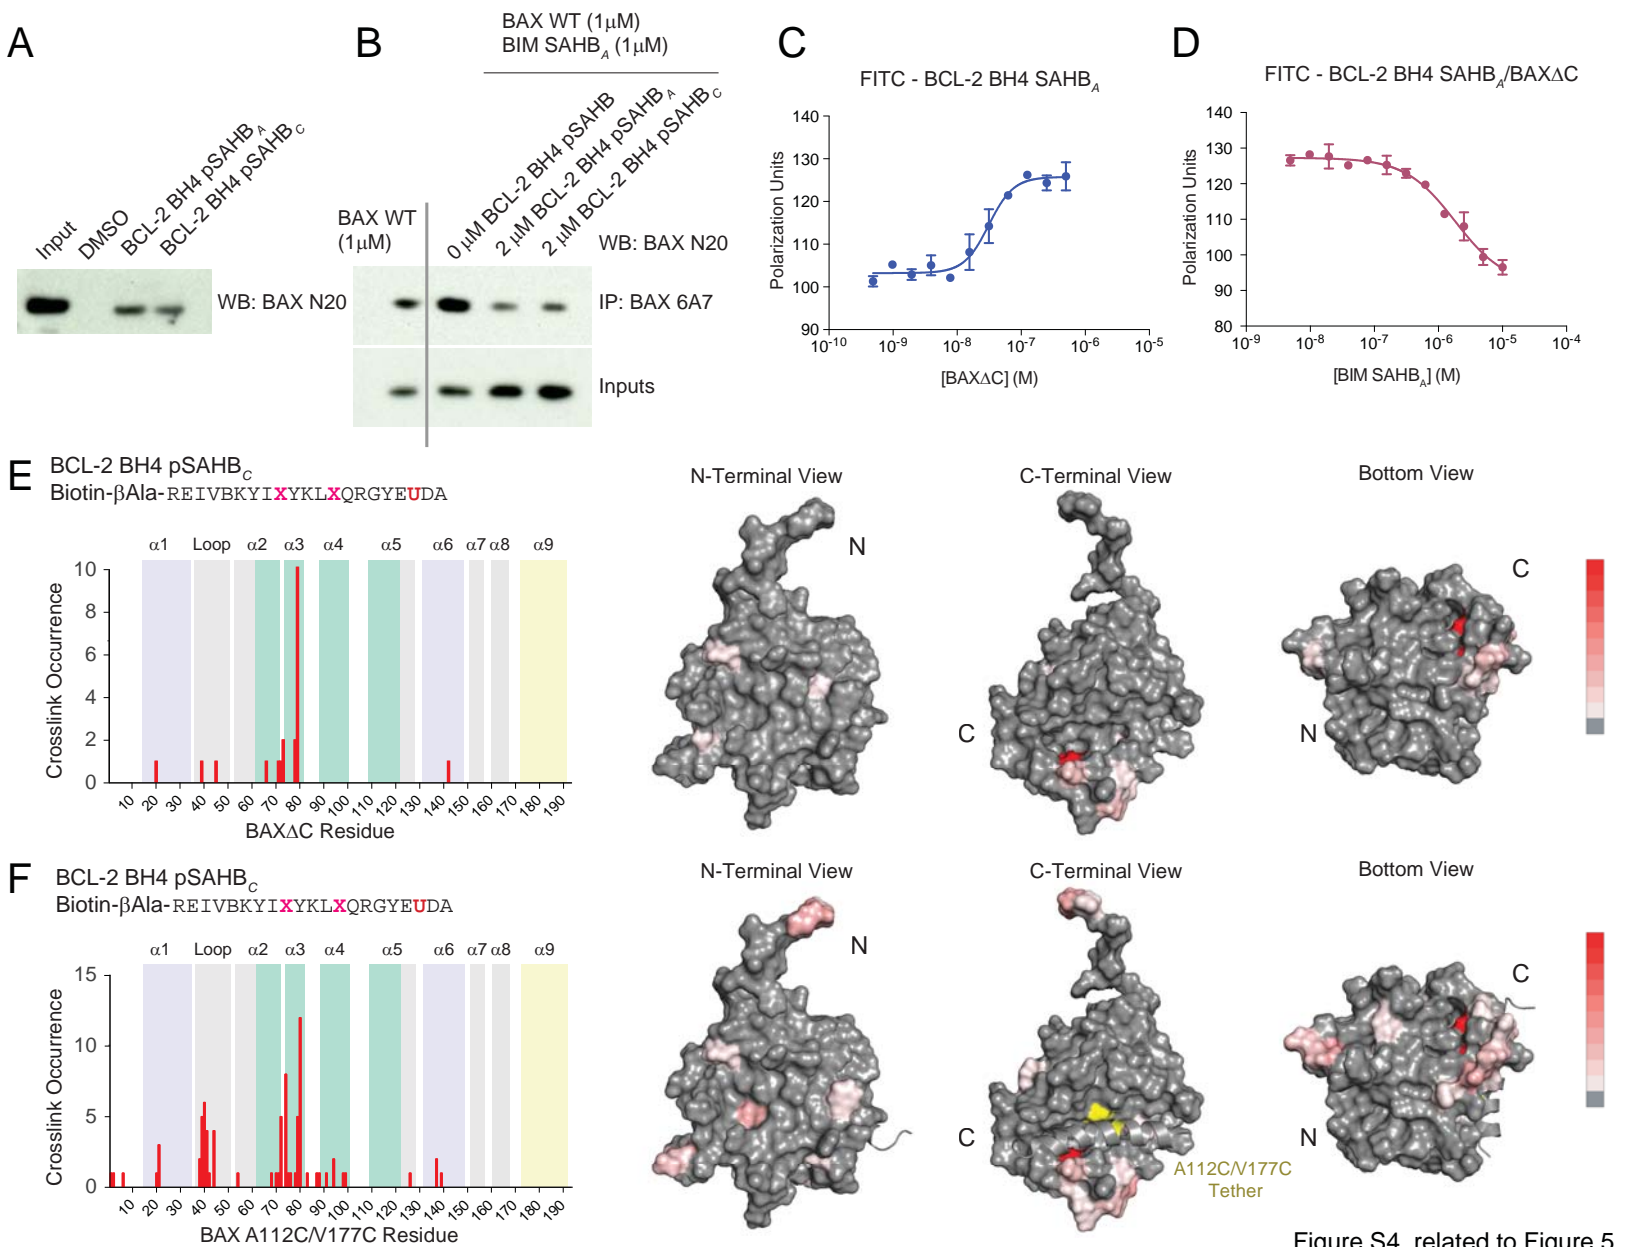 A
Input
DMSO
BCL-2 BH4 pSAHBA
BCL-2 BH4 pSAHBC
WB: BAX N20
B
BAX WT (1µM)
BIM SAHBA (1µM)
BAX WT
(1µM)
0 µM BCL-2 BH4 pSAHB
2 µM BCL-2 BH4 pSAHBA
2 µM BCL-2 BH4 pSAHBC
WB: BAX N20
IP: BAX 6A7
Inputs
C
FITC - BCL-2 BH4 SAHBA
Polarization Units
140
130
120
110
100
90
10-10 10-9 10-8 10-7 10-6 10-5
[BAXΔC] (M)
D
FITC - BCL-2 BH4 SAHBA/BAXΔC
Polarization Units
140
130
120
110
100
90
80
10-9 10-8 10-7 10-6 10-5 10-4
[BIM SAHBA] (M)
E
BCL-2 BH4 pSAHBC
Biotin-βAla-REIVBKYIXYKLXQRGYEUDA
α1 Loop α2 α3 α4 α5 α6 α7 α8 α9
Crosslink Occurrence
10
8
6
4
2
0
10 20 30 40 50 60 70 80 90 100 110 120 130 140 150 160 170 180 190
BAXΔC Residue
N-Terminal View
N
C-Terminal View
C
Bottom View
C
N
F
BCL-2 BH4 pSAHBC
Biotin-βAla-REIVBKYIXYKLXQRGYEUDA
α1 Loop α2 α3 α4 α5 α6 α7 α8 α9
Crosslink Occurrence
15
10
5
0
10 20 30 40 50 60 70 80 90 100 110 120 130 140 150 160 170 180 190
BAX A112C/V177C Residue
N-Terminal View
N
C-Terminal View
C
A112C/V177C
Tether
Bottom View
C
N
Figure S4, related to Figure 5